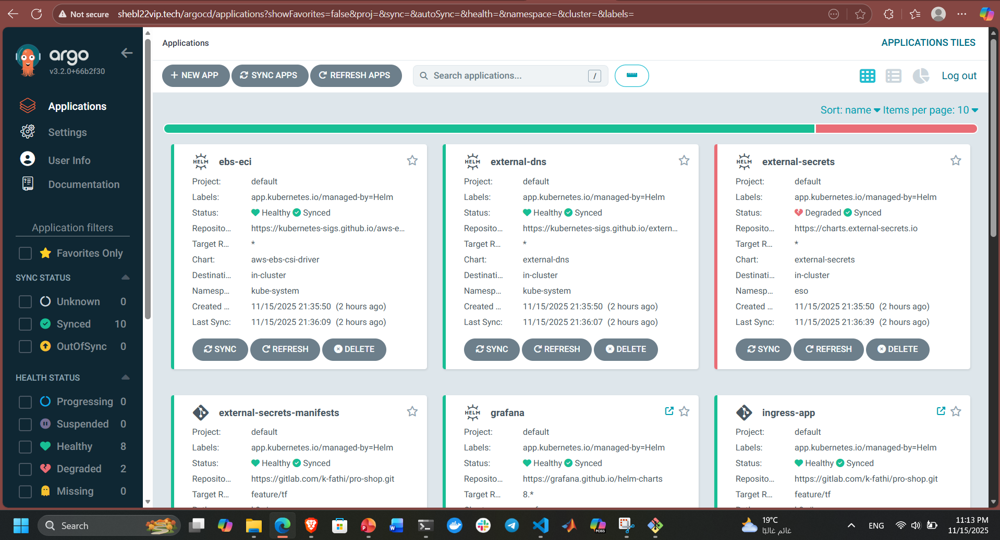 Not secure shebl22vip.tech/argocd/applications?showFavorites=false&proj=&sync=&autoSync=&health=&namespace=&cluster=&labels=
argo
v3.2.0+66b2f30
Applications
Settings
User Info
Documentation
Application filters
Favorites Only
SYNC STATUS
Unknown 0
Synced 10
OutOfSync 0
HEALTH STATUS
Progressing 0
Suspended 0
Healthy 8
Degraded 2
Missing 0
Applications APPLICATIONS TILES
NEW APP SYNC APPS REFRESH APPS Search applications... / Log out
Sort: name Items per page: 10
HELM ebs-eci
Project: default
Labels: app.kubernetes.io/managed-by=Helm
Status: Healthy Synced
Reposito... https://kubernetes-sigs.github.io/aws-e...
Target R... *
Chart: aws-ebs-csi-driver
Destinati... in-cluster
Namesp... kube-system
Created ... 11/15/2025 21:35:50 (2 hours ago)
Last Sync: 11/15/2025 21:36:09 (2 hours ago)
SYNC REFRESH DELETE
HELM external-dns
Project: default
Labels: app.kubernetes.io/managed-by=Helm
Status: Healthy Synced
Reposito... https://kubernetes-sigs.github.io/extern...
Target R... *
Chart: external-dns
Destinati... in-cluster
Namesp... kube-system
Created ... 11/15/2025 21:35:50 (2 hours ago)
Last Sync: 11/15/2025 21:36:07 (2 hours ago)
SYNC REFRESH DELETE
HELM external-secrets
Project: default
Labels: app.kubernetes.io/managed-by=Helm
Status: Degraded Synced
Reposito... https://charts.external-secrets.io
Target R... *
Chart: external-secrets
Destinati... in-cluster
Namesp... eso
Created ... 11/15/2025 21:35:50 (2 hours ago)
Last Sync: 11/15/2025 21:36:39 (2 hours ago)
SYNC REFRESH DELETE
external-secrets-manifests
Project: default
Labels: app.kubernetes.io/managed-by=Helm
Status: Healthy Synced
Reposito... https://gitlab.com/k-fathi/pro-shop.git
Target R... feature/tf
HELM grafana
Project: default
Labels: app.kubernetes.io/managed-by=Helm
Status: Healthy Synced
Reposito... https://grafana.github.io/helm-charts
Target R... 8.*
ingress-app
Project: default
Labels: app.kubernetes.io/managed-by=Helm
Status: Healthy Synced
Reposito... https://gitlab.com/k-fathi/pro-shop.git
Target R... feature/tf
Search
M365
19°C
غائم غالبًا
ENG
11:13 PM
11/15/2025